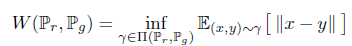 W(ℙ_r, ℙ_g) = inf_{γ∈Π(ℙ_r,ℙ_g)} 𝔼_{(x,y)∼γ} [ ‖x − y‖ ]